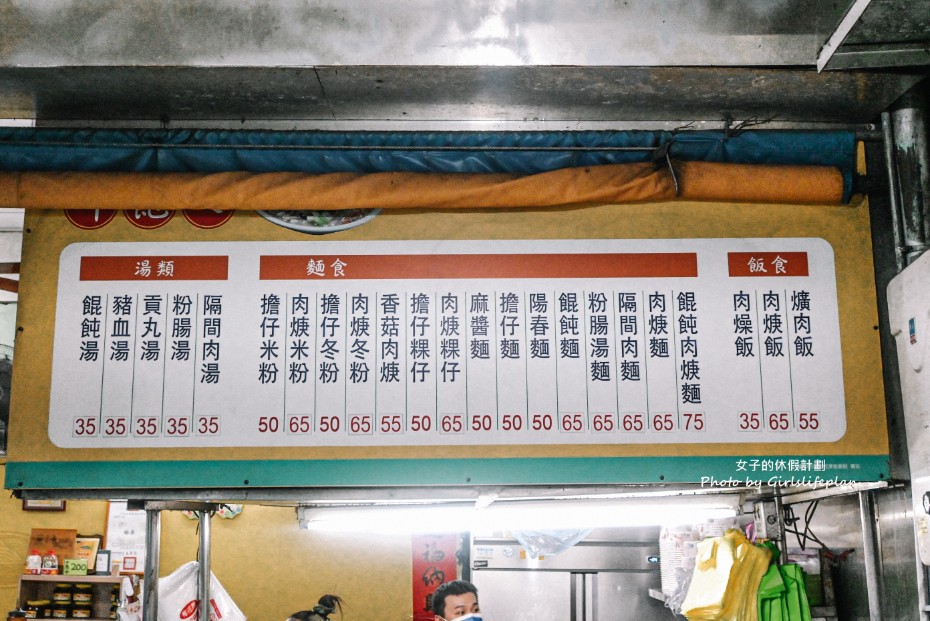 湯類
麵食
飯食
餛飩湯 35
豬血湯 35
貢丸湯 35
粉腸湯 35
隔間肉湯 35
擔仔米粉 50
肉焿米粉 65
擔仔冬粉 50
肉焿冬粉 65
香菇肉焿 55
擔仔粿仔 50
肉焿粿仔 65
麻醬麵 50
擔仔麵 50
陽春麵 50
餛飩麵 65
粉腸湯麵 65
隔間肉麵 65
肉焿麵 65
餛飩肉焿麵 75
肉燥飯 35
肉焿飯 65
爌肉飯 55
女子的休假計劃
Photo by Girlslifeplan
200